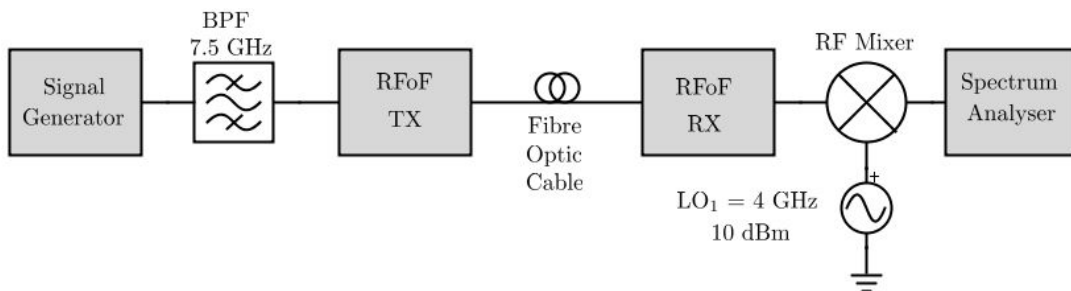 BPF
7.5 GHz
Signal
Generator
RFoF
TX
Fibre
Optic
Cable
RFoF
RX
RF Mixer
LO₁ = 4 GHz
10 dBm
+
Spectrum
Analyser